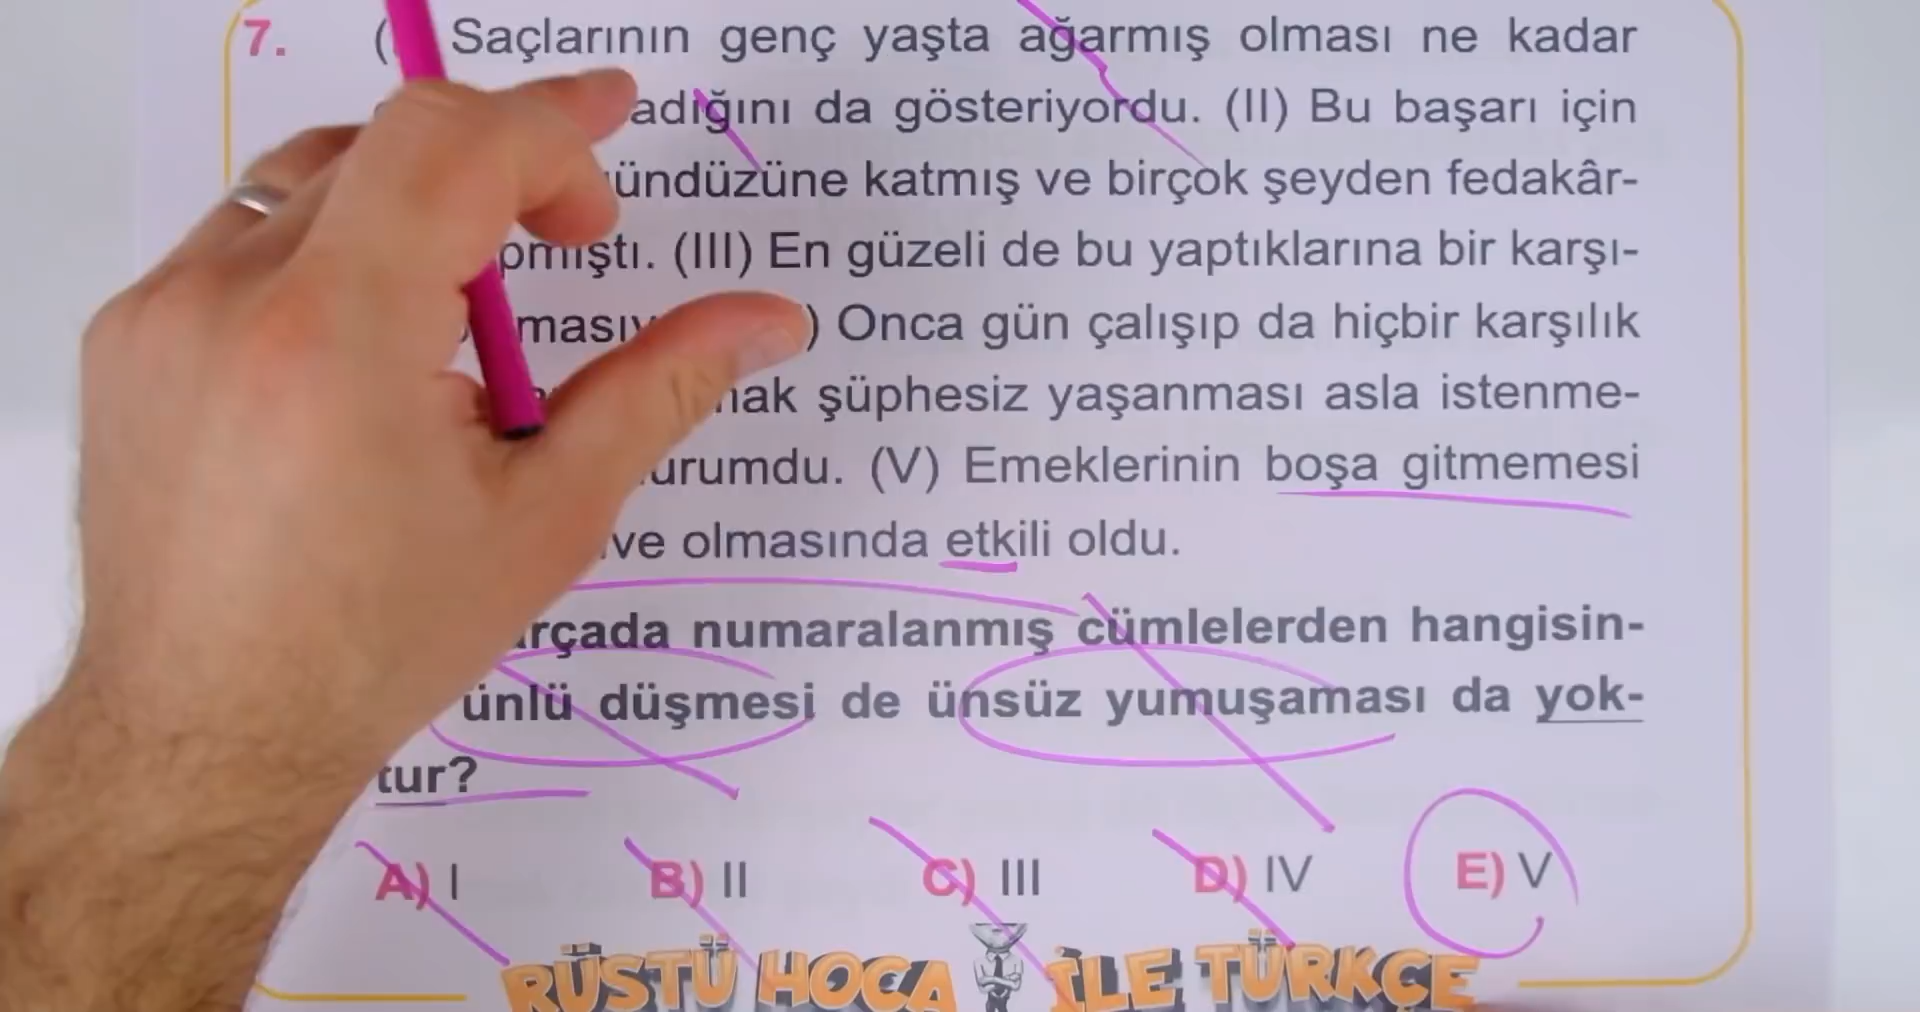 7. ( Saçlarının genç yaşta ağarmış olması ne kadar
adığını da gösteriyordu. (II) Bu başarı için
ündüzüne katmış ve birçok şeyden fedakâr-
pmıştı. (III) En güzeli de bu yaptıklarına bir karşı-
ması ) Onca gün çalışıp da hiçbir karşılık
mak şüphesiz yaşanması asla istenme-
urumdu. (V) Emeklerinin boşa gitmemesi
ve olmasında etkili oldu.
rçada numaralanmış cümlelerden hangisin-
ünlü düşmesi de ünsüz yumuşaması da yok-
tur?
A) I B) II C) III D) IV E) V
RÜSTÜ HOCA İLE TÜRKÇE